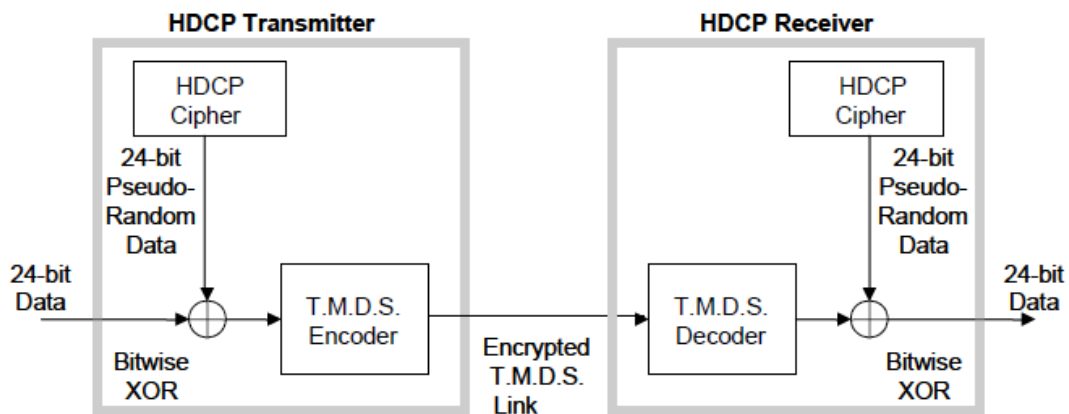 HDCP Transmitter
HDCP Receiver
HDCP
Cipher
HDCP
Cipher
24-bit
Pseudo-
Random
Data
24-bit
Pseudo-
Random
Data
24-bit
Data
T.M.D.S.
Encoder
T.M.D.S.
Decoder
24-bit
Data
Bitwise
XOR
Encrypted
T.M.D.S.
Link
Bitwise
XOR